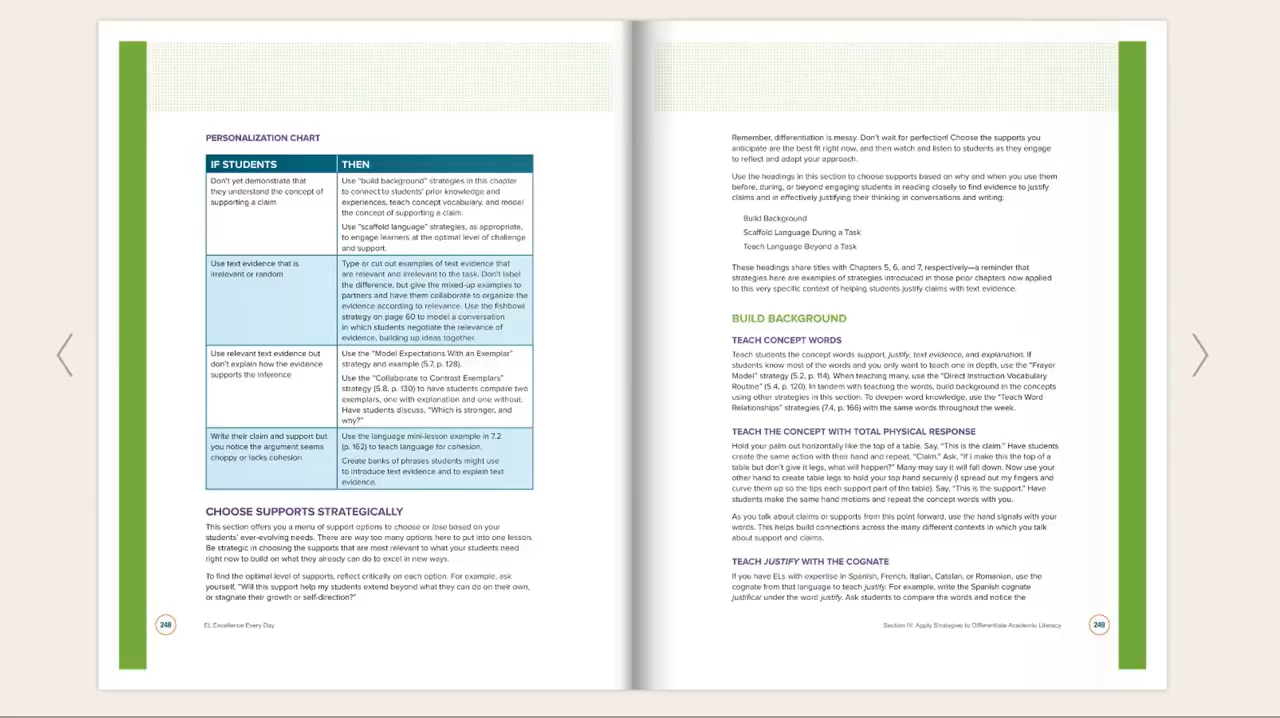 PERSONALIZATION CHART
IF STUDENTS
THEN
Don't yet demonstrate that
they understand the concept of
supporting a claim
Use "build background" strategies in this chapter
to connect to students' prior knowledge and
experiences, teach concept vocabulary, and model
the concept of supporting a claim.
Use "scaffold language" strategies, as appropriate,
to engage learners at the optimal level of challenge
and support.
Use text evidence that is
irrelevant or random
Type or cut out examples of text evidence that
are relevant and irrelevant to the task. Don't label
the difference, but give the mixed-up examples to
partners and have them collaborate to organize the
evidence according to relevance. Use the fishbowl
strategy on page 60 to model a conversation
in which students negotiate the relevance of
evidence, building up ideas together.
Use relevant text evidence but
don't explain how the evidence
supports the inference
Use the "Model Expectations With an Exemplar"
strategy and example (5.7, p. 128).
Use the "Collaborate to Contrast Exemplars"
strategy (5.8, p. 130) to have students compare two
exemplars, one with explanation and one without.
Have students discuss, "Which is stronger, and
why?"
Write their claim and support but
you notice the argument seems
choppy or lacks cohesion
Use the language mini-lesson example in 7.2
(p. 162) to teach language for cohesion.
Create banks of phrases students might use
to introduce text evidence and to explain text
evidence.
CHOOSE SUPPORTS STRATEGICALLY
This section offers you a menu of support options to choose or lose based on your
students' ever-evolving needs. There are way too many options here to put into one lesson.
Be strategic in choosing the supports that are most relevant to what your students need
right now to build on what they already can do to excel in new ways.
To find the optimal level of supports, reflect critically on each option. For example, ask
yourself, "Will this support help my students extend beyond what they can do on their own,
or stagnate their growth or self-direction?"
248
EL Excellence Every Day
Remember, differentiation is messy. Don't wait for perfection! Choose the supports you
anticipate are the best fit right now, and then watch and listen to students as they engage
to reflect and adapt your approach.
Use the headings in this section to choose supports based on why and when you use them
before, during, or beyond engaging students in reading closely to find evidence to justify
claims and in effectively justifying their thinking in conversations and writing:
Build Background
Scaffold Language During a Task
Teach Language Beyond a Task
These headings share titles with Chapters 5, 6, and 7, respectively—a reminder that
strategies here are examples of strategies introduced in those prior chapters now applied
to this very specific context of helping students justify claims with text evidence.
BUILD BACKGROUND
TEACH CONCEPT WORDS
Teach students the concept words support, justify, text evidence, and explanation. If
students know most of the words and you only want to teach one in depth, use the "Frayer
Model" strategy (5.2, p. 114). When teaching many, use the "Direct Instruction Vocabulary
Routine" (5.4, p. 120). In tandem with teaching the words, build background in the concepts
using other strategies in this section. To deepen word knowledge, use the "Teach Word
Relationships" strategies (7.4, p. 166) with the same words throughout the week.
TEACH THE CONCEPT WITH TOTAL PHYSICAL RESPONSE
Hold your palm out horizontally like the top of a table. Say, "This is the claim." Have students
create the same action with their hand and repeat, "Claim." Ask, "If I make this the top of a
table but don't give it legs, what will happen?" Many may say it will fall down. Now use your
other hand to create table legs to hold your top hand securely (I spread out my fingers and
curve them up so the tips each support part of the table). Say, "This is the support." Have
students make the same hand motions and repeat the concept words with you.
As you talk about claims or supports from this point forward, use the hand signals with your
words. This helps build connections across the many different contexts in which you talk
about support and claims.
TEACH JUSTIFY WITH THE COGNATE
If you have ELs with expertise in Spanish, French, Italian, Catalan, or Romanian, use the
cognate from that language to teach justify. For example, write the Spanish cognate
justificar under the word justify. Ask students to compare the words and notice the
Section IV: Apply Strategies to Differentiate Academic Literacy
249